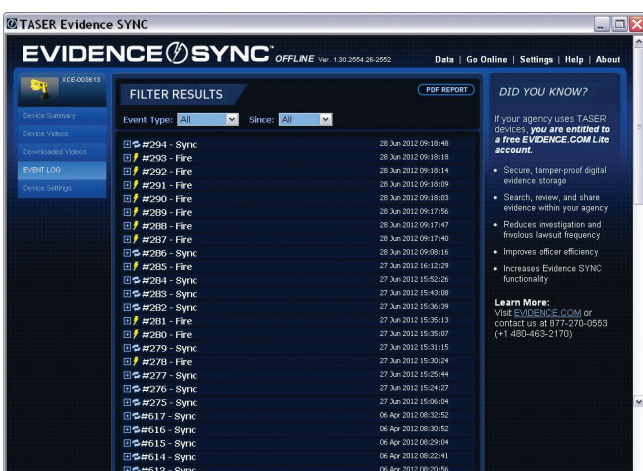 TASER Evidence SYNC
EVIDENCE SYNC™ OFFLINE Ver. 1.30.2554.26-2552
Data | Go Online | Settings | Help | About
XCE-003613
Device Summary
Device Videos
Downloaded Videos
EVENT LOG
Device Settings
FILTER RESULTS
PDF REPORT
Event Type: All Since: All
#294 - Sync 28 Jun 2012 09:18:48
#293 - Fire 28 Jun 2012 09:18:18
#292 - Fire 28 Jun 2012 09:18:14
#291 - Fire 28 Jun 2012 09:18:09
#290 - Fire 28 Jun 2012 09:18:03
#289 - Fire 28 Jun 2012 09:17:56
#288 - Fire 28 Jun 2012 09:17:47
#287 - Fire 28 Jun 2012 09:17:40
#286 - Sync 28 Jun 2012 09:08:16
#285 - Fire 27 Jun 2012 16:12:29
#284 - Sync 27 Jun 2012 15:52:26
#283 - Sync 27 Jun 2012 15:43:08
#282 - Sync 27 Jun 2012 15:36:39
#281 - Fire 27 Jun 2012 15:35:13
#280 - Fire 27 Jun 2012 15:35:07
#279 - Sync 27 Jun 2012 15:31:15
#278 - Fire 27 Jun 2012 15:30:24
#277 - Sync 27 Jun 2012 15:25:44
#276 - Sync 27 Jun 2012 15:24:27
#275 - Sync 27 Jun 2012 15:06:04
#617 - Sync 06 Apr 2012 08:32:52
#616 - Sync 06 Apr 2012 08:30:52
#615 - Sync 06 Apr 2012 08:29:04
#614 - Sync 06 Apr 2012 08:22:41
#613 - Sync 06 Apr 2012 08:20:56
DID YOU KNOW?
If your agency uses TASER
devices, you are entitled to
a free EVIDENCE.COM Lite
account.
• Secure, tamper-proof digital
evidence storage
• Search, review, and share
evidence within your agency
• Reduces investigation and
frivolous lawsuit frequency
• Improves officer efficiency
• Increases Evidence SYNC
functionality
Learn More:
Visit EVIDENCE.COM or
contact us at 877-270-0553
(+1 480-463-2170)